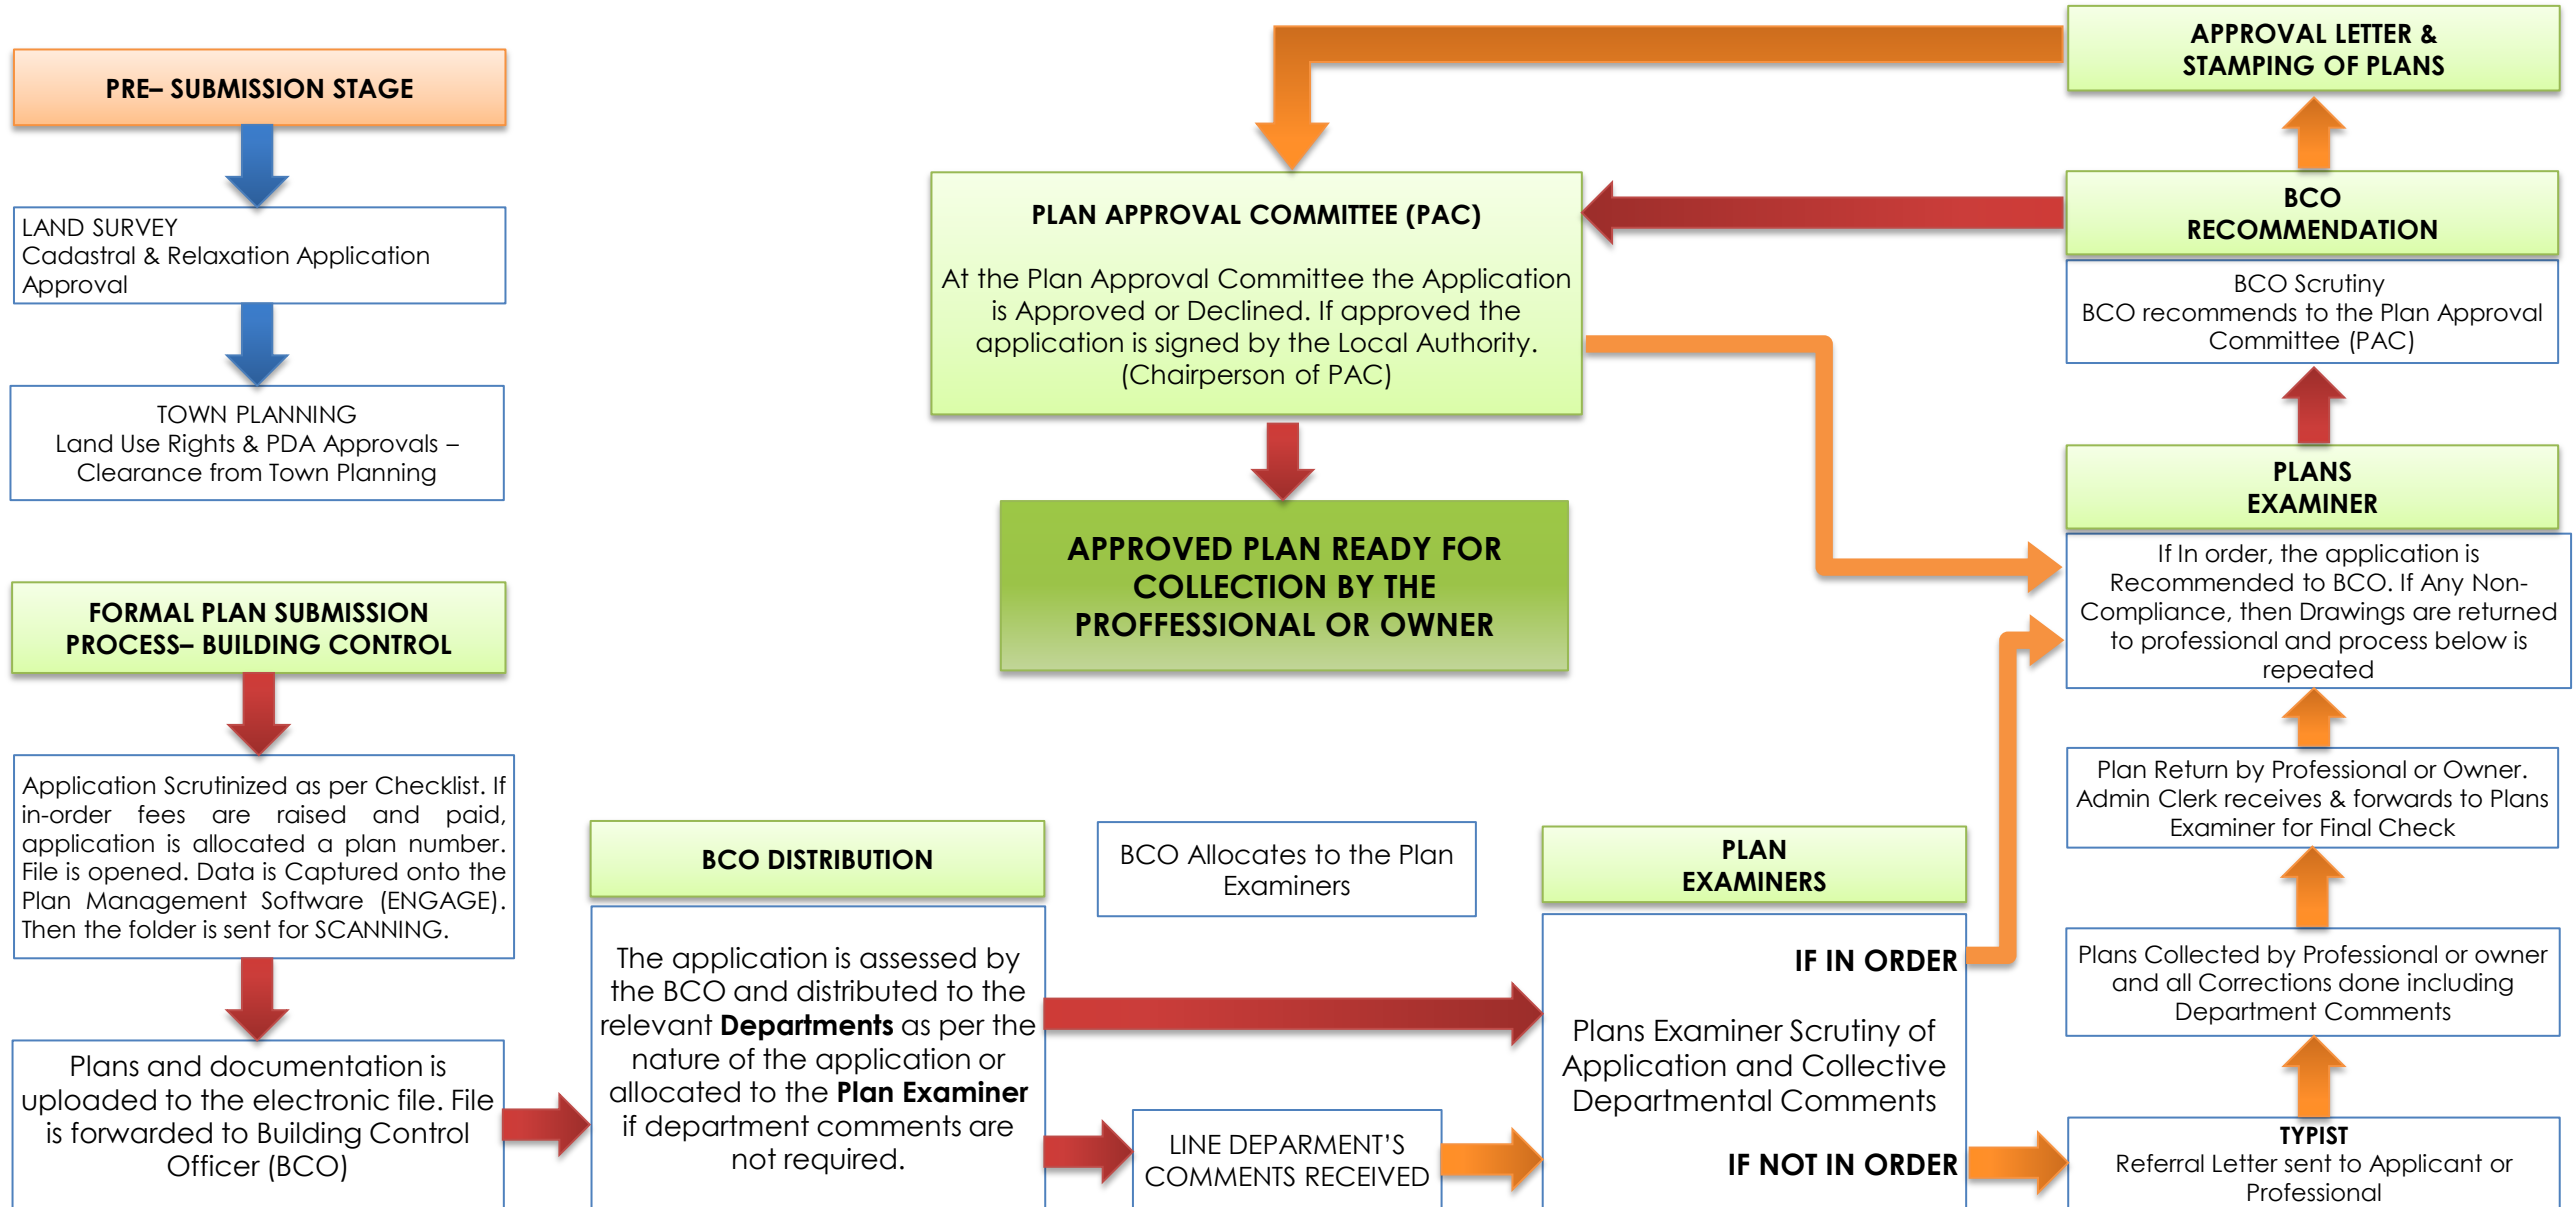 PRE– SUBMISSION STAGE
LAND SURVEY
Cadastral & Relaxation Application
Approval
TOWN PLANNING
Land Use Rights & PDA Approvals –
Clearance from Town Planning
FORMAL PLAN SUBMISSION
PROCESS– BUILDING CONTROL
Application Scrutinized as per Checklist. If
in-order fees are raised and paid,
application is allocated a plan number.
File is opened. Data is Captured onto the
Plan Management Software (ENGAGE).
Then the folder is sent for SCANNING.
Plans and documentation is
uploaded to the electronic file. File
is forwarded to Building Control
Officer (BCO)
BCO DISTRIBUTION
The application is assessed by
the BCO and distributed to the
relevant Departments as per the
nature of the application or
allocated to the Plan Examiner
if department comments are
not required.
BCO Allocates to the Plan
Examiners
LINE DEPARMENT’S
COMMENTS RECEIVED
PLAN
EXAMINERS
IF IN ORDER
Plans Examiner Scrutiny of
Application and Collective
Departmental Comments
IF NOT IN ORDER
TYPIST
Referral Letter sent to Applicant or
Professional
Plans Collected by Professional or owner
and all Corrections done including
Department Comments
Plan Return by Professional or Owner.
Admin Clerk receives & forwards to Plans
Examiner for Final Check
PLANS
EXAMINER
If In order, the application is
Recommended to BCO. If Any Non-
Compliance, then Drawings are returned
to professional and process below is
repeated
BCO
RECOMMENDATION
BCO Scrutiny
BCO recommends to the Plan Approval
Committee (PAC)
APPROVAL LETTER &
STAMPING OF PLANS
PLAN APPROVAL COMMITTEE (PAC)
At the Plan Approval Committee the Application
is Approved or Declined. If approved the
application is signed by the Local Authority.
(Chairperson of PAC)
APPROVED PLAN READY FOR
COLLECTION BY THE
PROFFESSIONAL OR OWNER